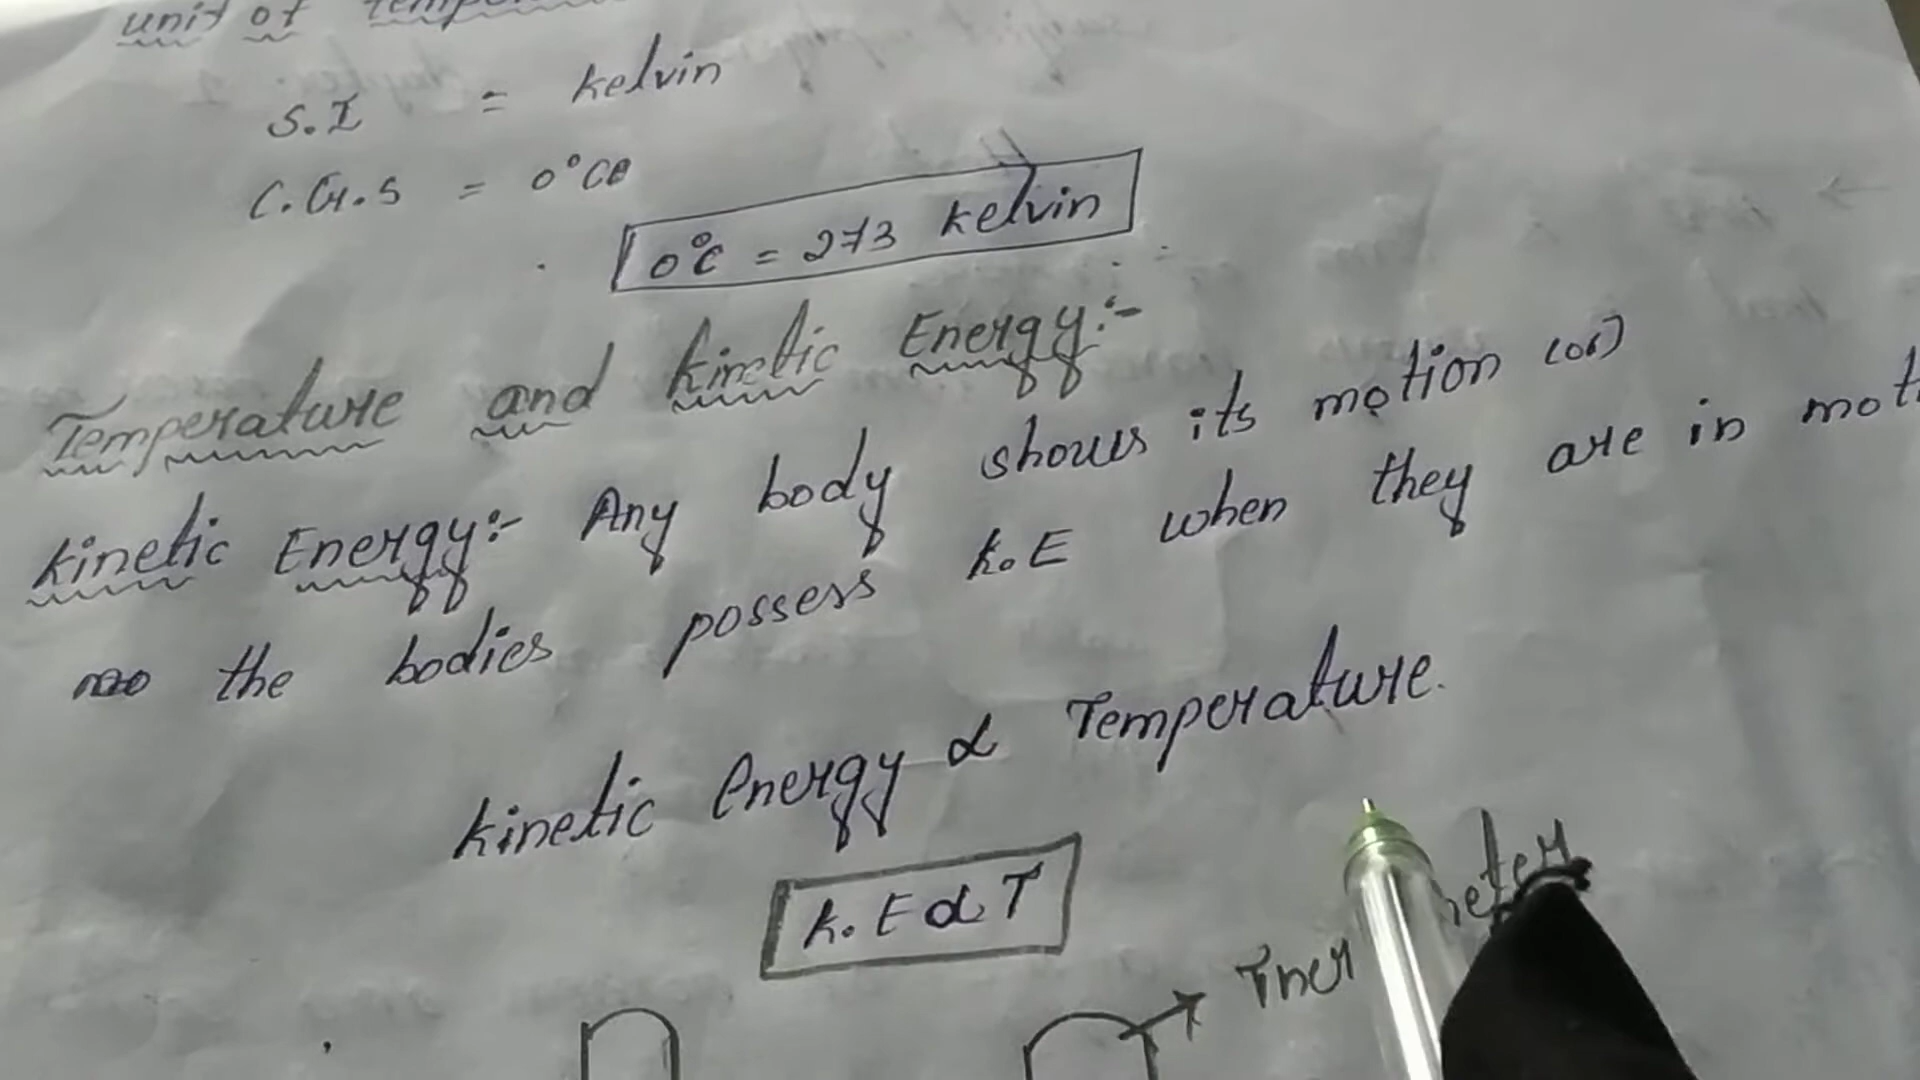 unit of
S.I = kelvin
C.G.S = 0°C
0°C = 273 kelvin
Temperature and kinetic Energy:-
kinetic Energy:- Any body shows its motion (or)
the bodies possess k.E when they are in
kinetic Energy α Temperature.
k.E α T